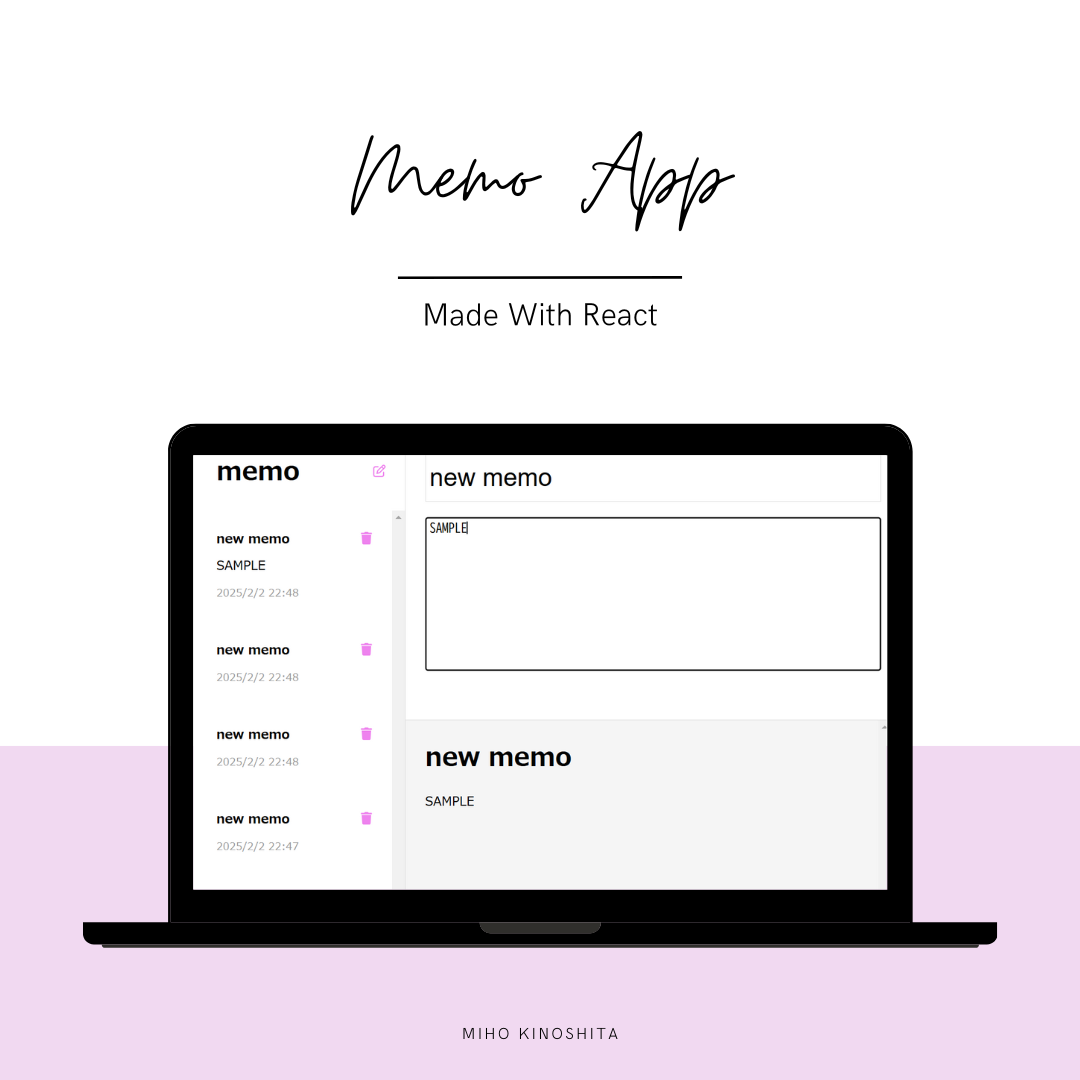 Memo App
Made With React
memo
new memo
SAMPLE
2025/2/2 22:48
new memo
2025/2/2 22:48
new memo
2025/2/2 22:48
new memo
2025/2/2 22:47
new memo
SAMPLE
new memo
SAMPLE
MIHO KINOSHITA